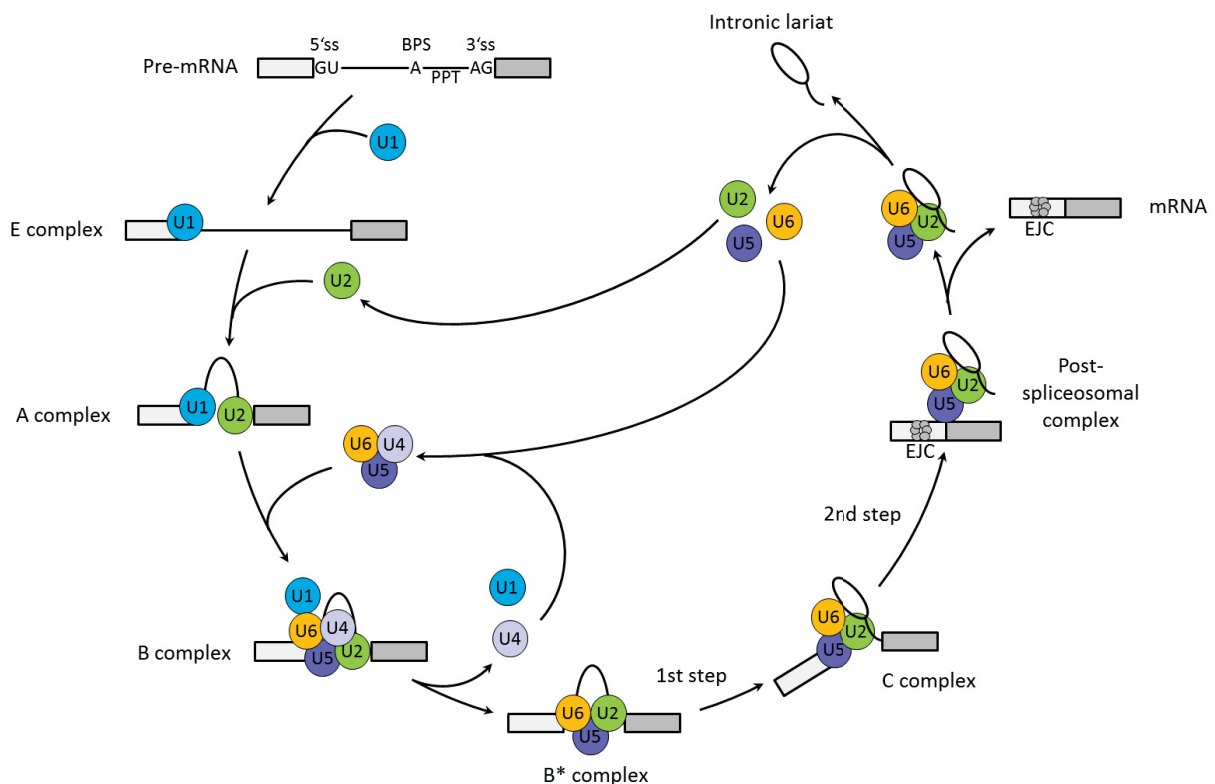 Intronic lariat
5‘ss BPS 3‘ss
Pre-mRNA GU A AG
PPT
U1
U2
U6
U5
U6
U2
U5
mRNA
EJC
E complex
U1
U2
A complex
U1
U2
U6
U2
U5
EJC
Post-
spliceosomal
complex
U6
U4
U5
2nd step
B complex
U1
U6
U4
U5
U2
U1
U4
1st step
U6
U2
U5
C complex
U6
U2
U5
B* complex